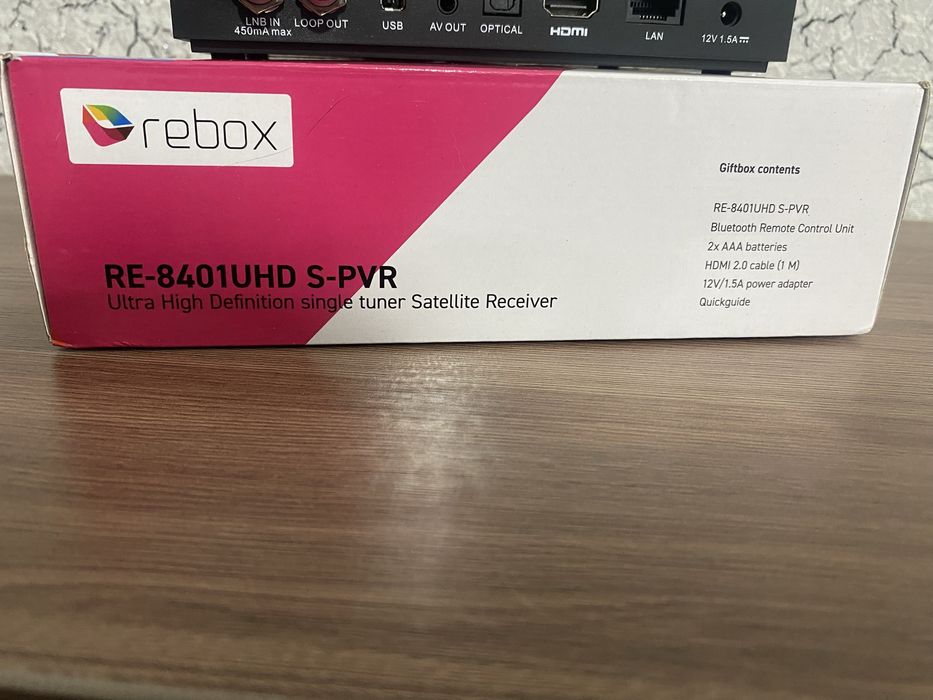 LNB IN
450mA max
LOOP OUT
USB
AV OUT
OPTICAL
HDMI
LAN
12V 1.5A
rebox
RE-8401UHD S-PVR
Ultra High Definition single tuner Satellite Receiver
Giftbox contents
RE-8401UHD S-PVR
Bluetooth Remote Control Unit
2x AAA batteries
HDMI 2.0 cable (1 M)
12V/1.5A power adapter
Quickguide